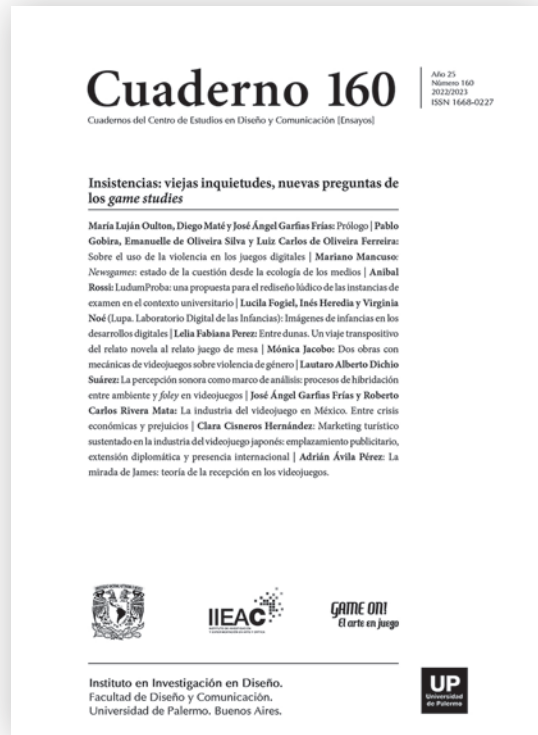 Cuaderno 160
Cuadernos del Centro de Estudios en Diseño y Comunicación [Ensayos]
Año 25
Número 160
2022/2023
ISSN 1668-0227
Insistencias: viejas inquietudes, nuevas preguntas de
los game studies
María Luján Oulton, Diego Maté y José Ángel Garfias Frías: Prólogo | Pablo
Gobira, Emanuelle de Oliveira Silva y Luiz Carlos de Oliveira Ferreira:
Sobre el uso de la violencia en los juegos digitales | Mariano Mancuso:
Newsgames: estado de la cuestión desde la ecología de los medios | Anibal
Rossi: LudumProba: una propuesta para el rediseño lúdico de las instancias de
examen en el contexto universitario | Lucila Fogiel, Inés Heredia y Virginia
Noé (Lupa. Laboratorio Digital de las Infancias): Imágenes de infancias en los
desarrollos digitales | Lelia Fabiana Perez: Entre dunas. Un viaje transpositivo
del relato novela al relato juego de mesa | Mónica Jacobo: Dos obras con
mecánicas de videojuegos sobre violencia de género | Lautaro Alberto Dichio
Suárez: La percepción sonora como marco de análisis: procesos de hibridación
entre ambiente y foley en videojuegos | José Ángel Garfias Frías y Roberto
Carlos Rivera Mata: La industria del videojuego en México. Entre crisis
económicas y prejuicios | Clara Cisneros Hernández: Marketing turístico
sustentado en la industria del videojuego japonés: emplazamiento publicitario,
extensión diplomática y presencia internacional | Adrián Ávila Pérez: La
mirada de James: teoría de la recepción en los videojuegos.
IIEAC
GAME ON!
El arte en juego
Instituto en Investigación en Diseño.
Facultad de Diseño y Comunicación.
Universidad de Palermo. Buenos Aires.
UP
Universidad
de Palermo